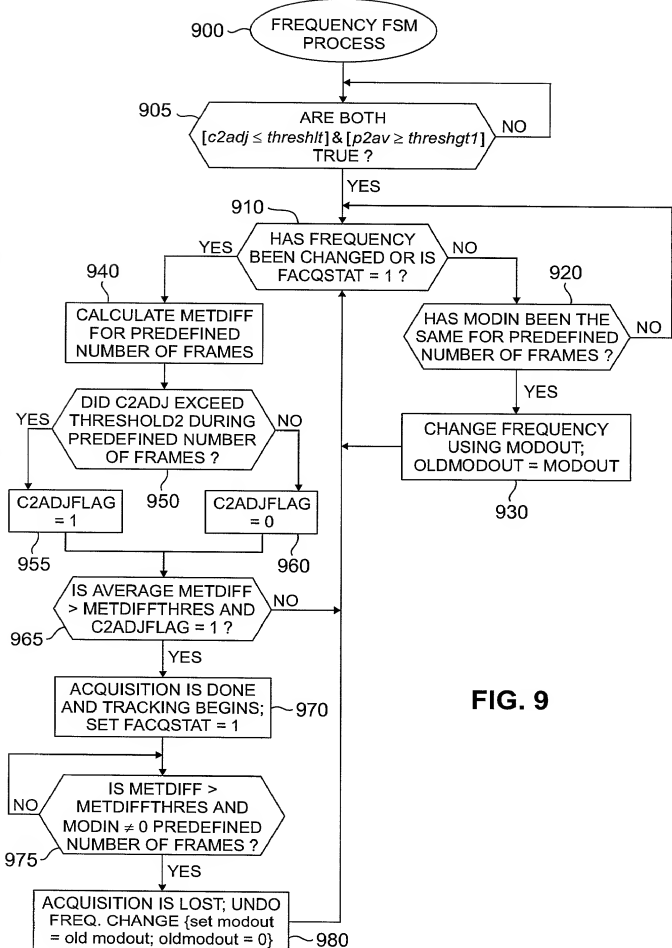 900
FREQUENCY FSM
PROCESS
905
ARE BOTH
[c2adj ≤ threshlt] & [p2av ≥ threshgt1]
TRUE ?
NO
YES
910
HAS FREQUENCY
BEEN CHANGED OR IS
FACQSTAT = 1 ?
YES
NO
940
CALCULATE METDIFF
FOR PREDEFINED
NUMBER OF FRAMES
920
HAS MODIN BEEN THE
SAME FOR PREDEFINED
NUMBER OF FRAMES ?
NO
YES
CHANGE FREQUENCY
USING MODOUT;
OLDMODOUT = MODOUT
930
DID C2ADJ EXCEED
THRESHOLD2 DURING
PREDEFINED NUMBER
OF FRAMES ?
YES
NO
950
C2ADJFLAG
= 1
955
C2ADJFLAG
= 0
960
IS AVERAGE METDIFF
> METDIFFTHRES AND
C2ADJFLAG = 1 ?
965
NO
YES
ACQUISITION IS DONE
AND TRACKING BEGINS;
SET FACQSTAT = 1
970
FIG. 9
IS METDIFF >
METDIFFTHRES AND
MODIN ≠ 0 PREDEFINED
NUMBER OF FRAMES ?
NO
975
YES
ACQUISITION IS LOST; UNDO
FREQ. CHANGE {set modout
= old modout; oldmodout = 0}
980